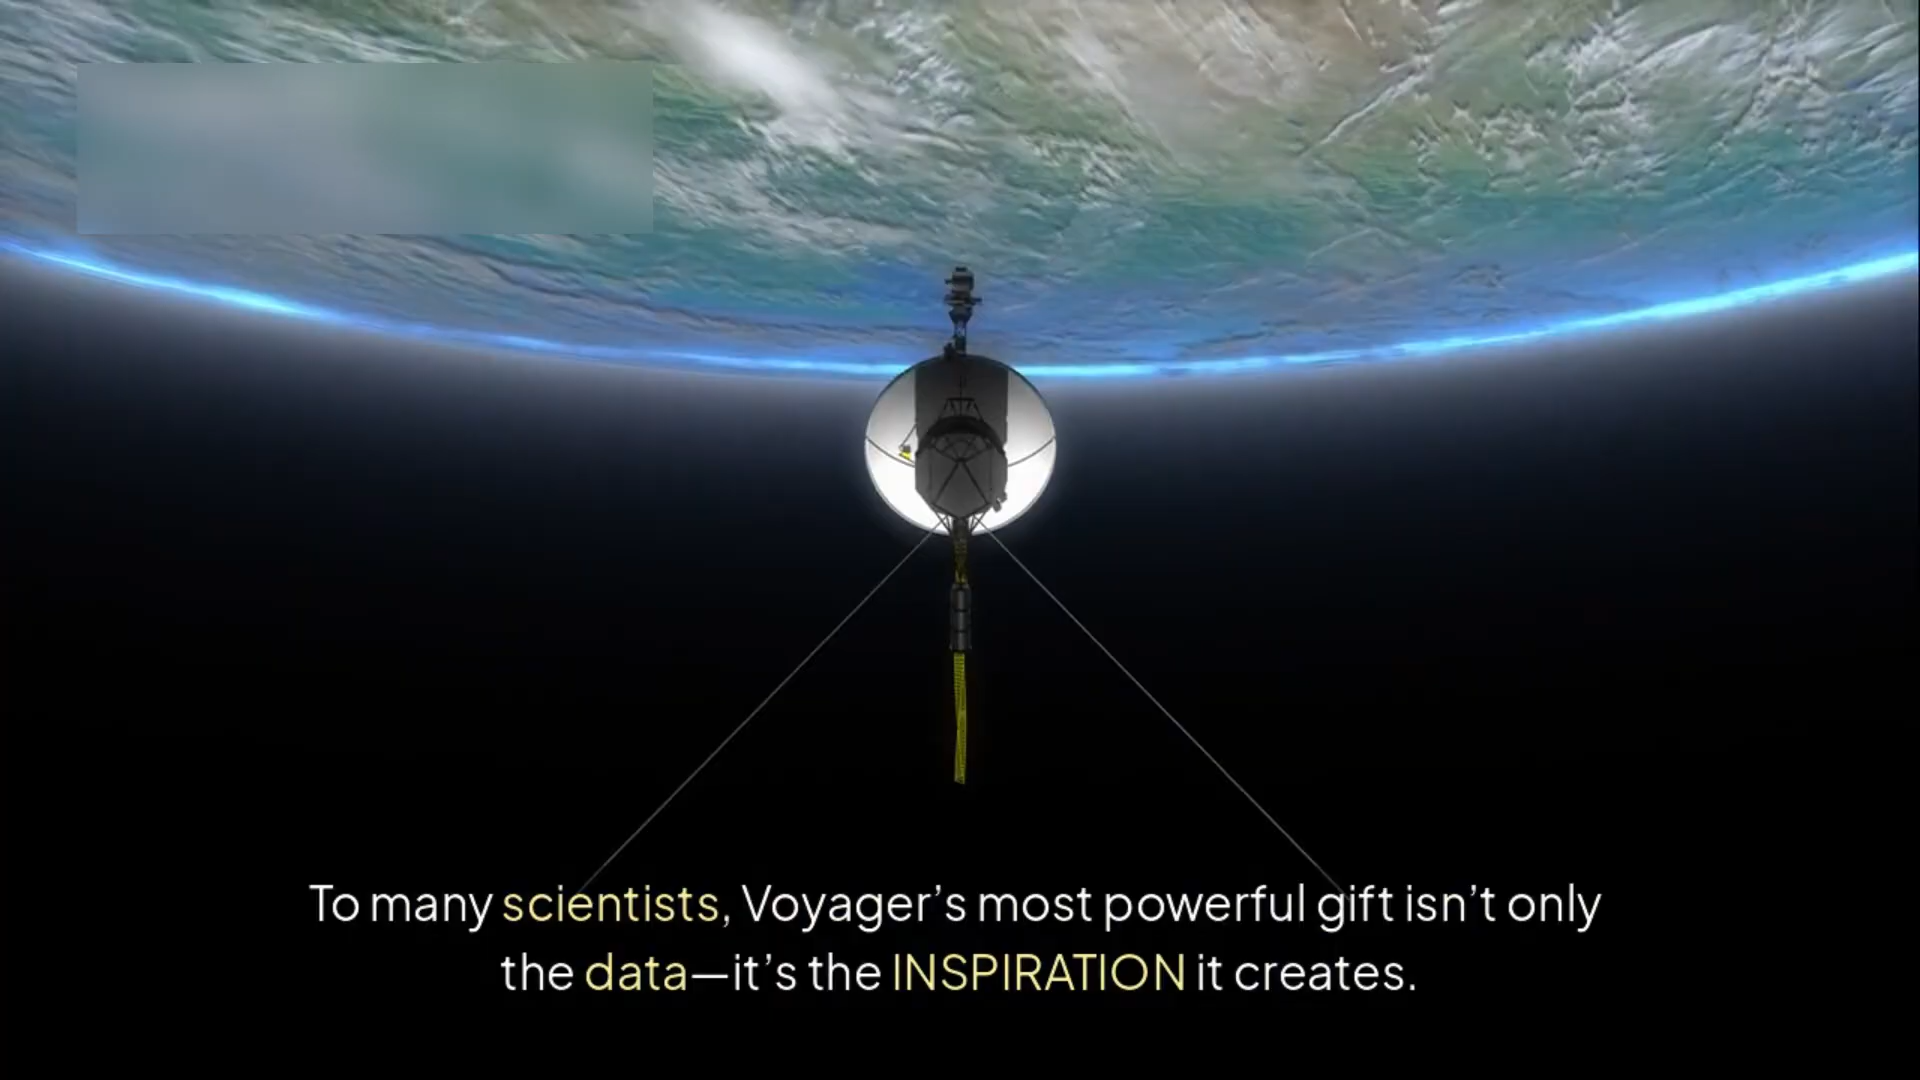 To many scientists, Voyager’s most powerful gift isn’t only
the data—it’s the INSPIRATION it creates.